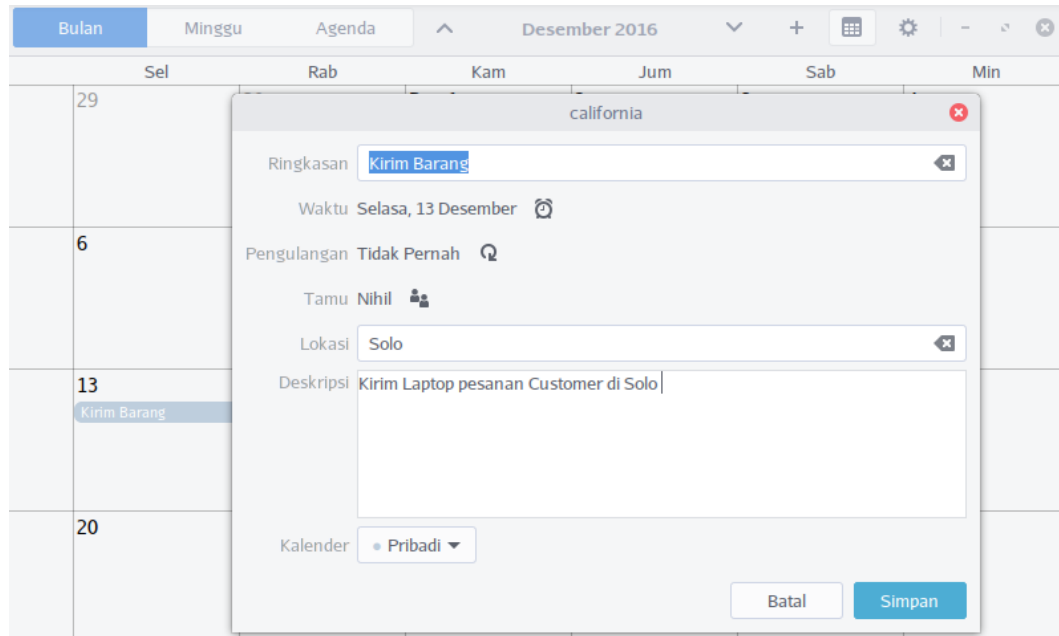 Bulan Minggu Agenda Desember 2016
Sel Rab Kam Jum Sab Min
29
california
Ringkasan Kirim Barang
Waktu Selasa, 13 Desember
6
Pengulangan Tidak Pernah
Tamu Nihil
Lokasi Solo
13
Deskripsi Kirim Laptop pesanan Customer di Solo
Kirim Barang
20
Kalender Pribadi
Batal Simpan